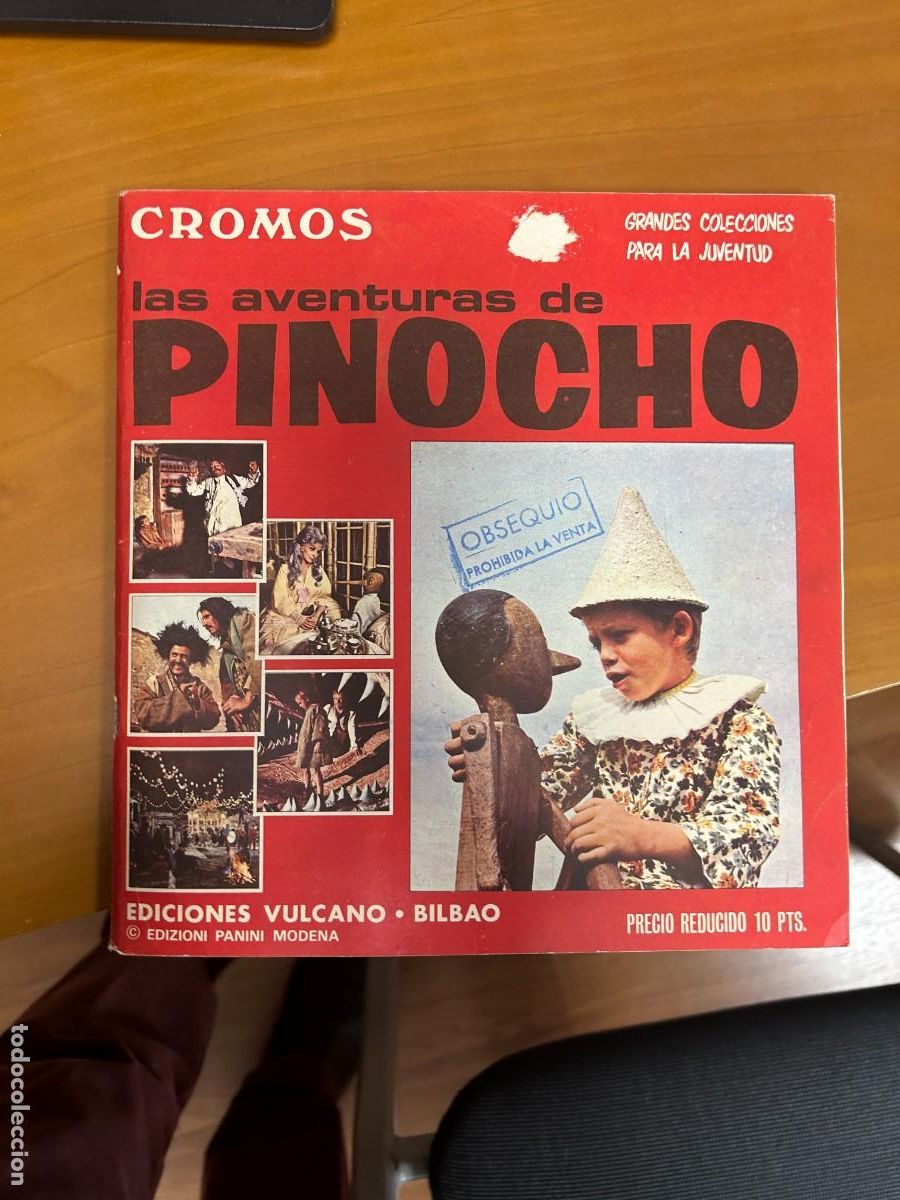 CROMOS
GRANDES COLECCIONES
PARA LA JUVENTUD
las aventuras de
PINOCHO
OBSEQUIO
PROHIBIDA LA VENTA
EDICIONES VULCANO • BILBAO
© EDIZIONI PANINI MODENA
PRECIO REDUCIDO 10 PTS.
todocoleccion